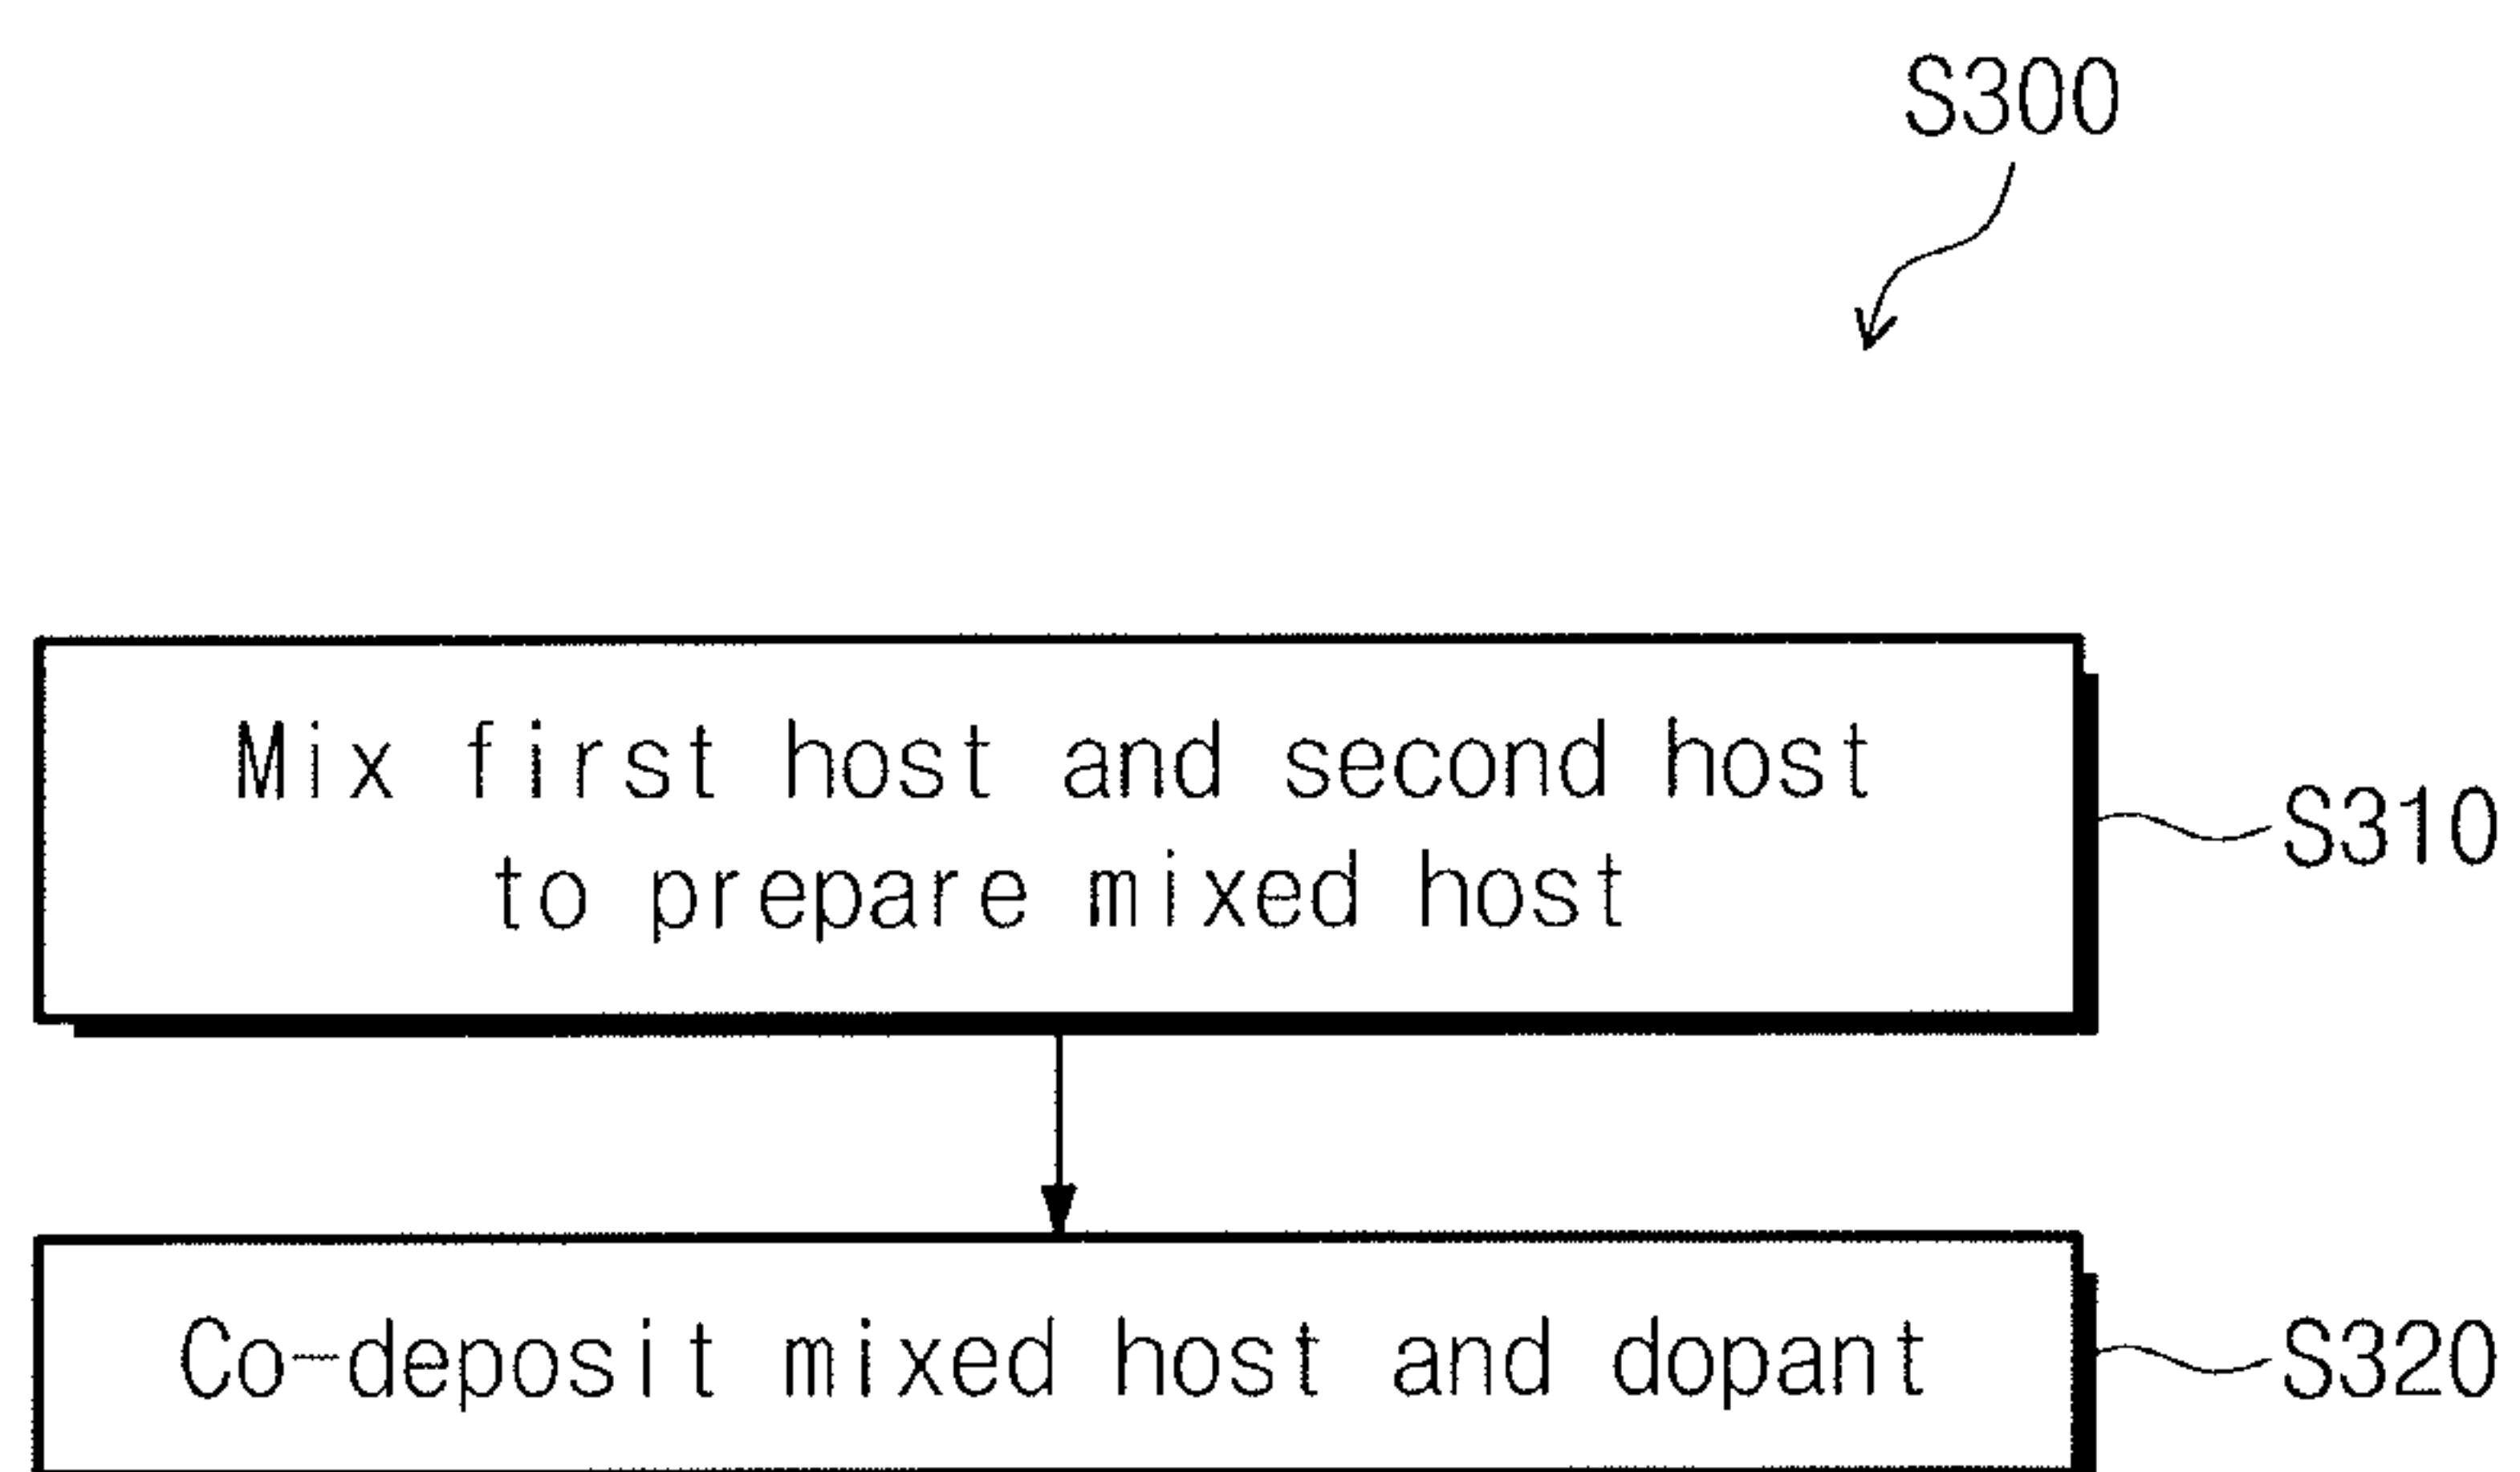 S300
Mix first host and second host
to prepare mixed host
S310
Co-deposit mixed host and dopant
S320